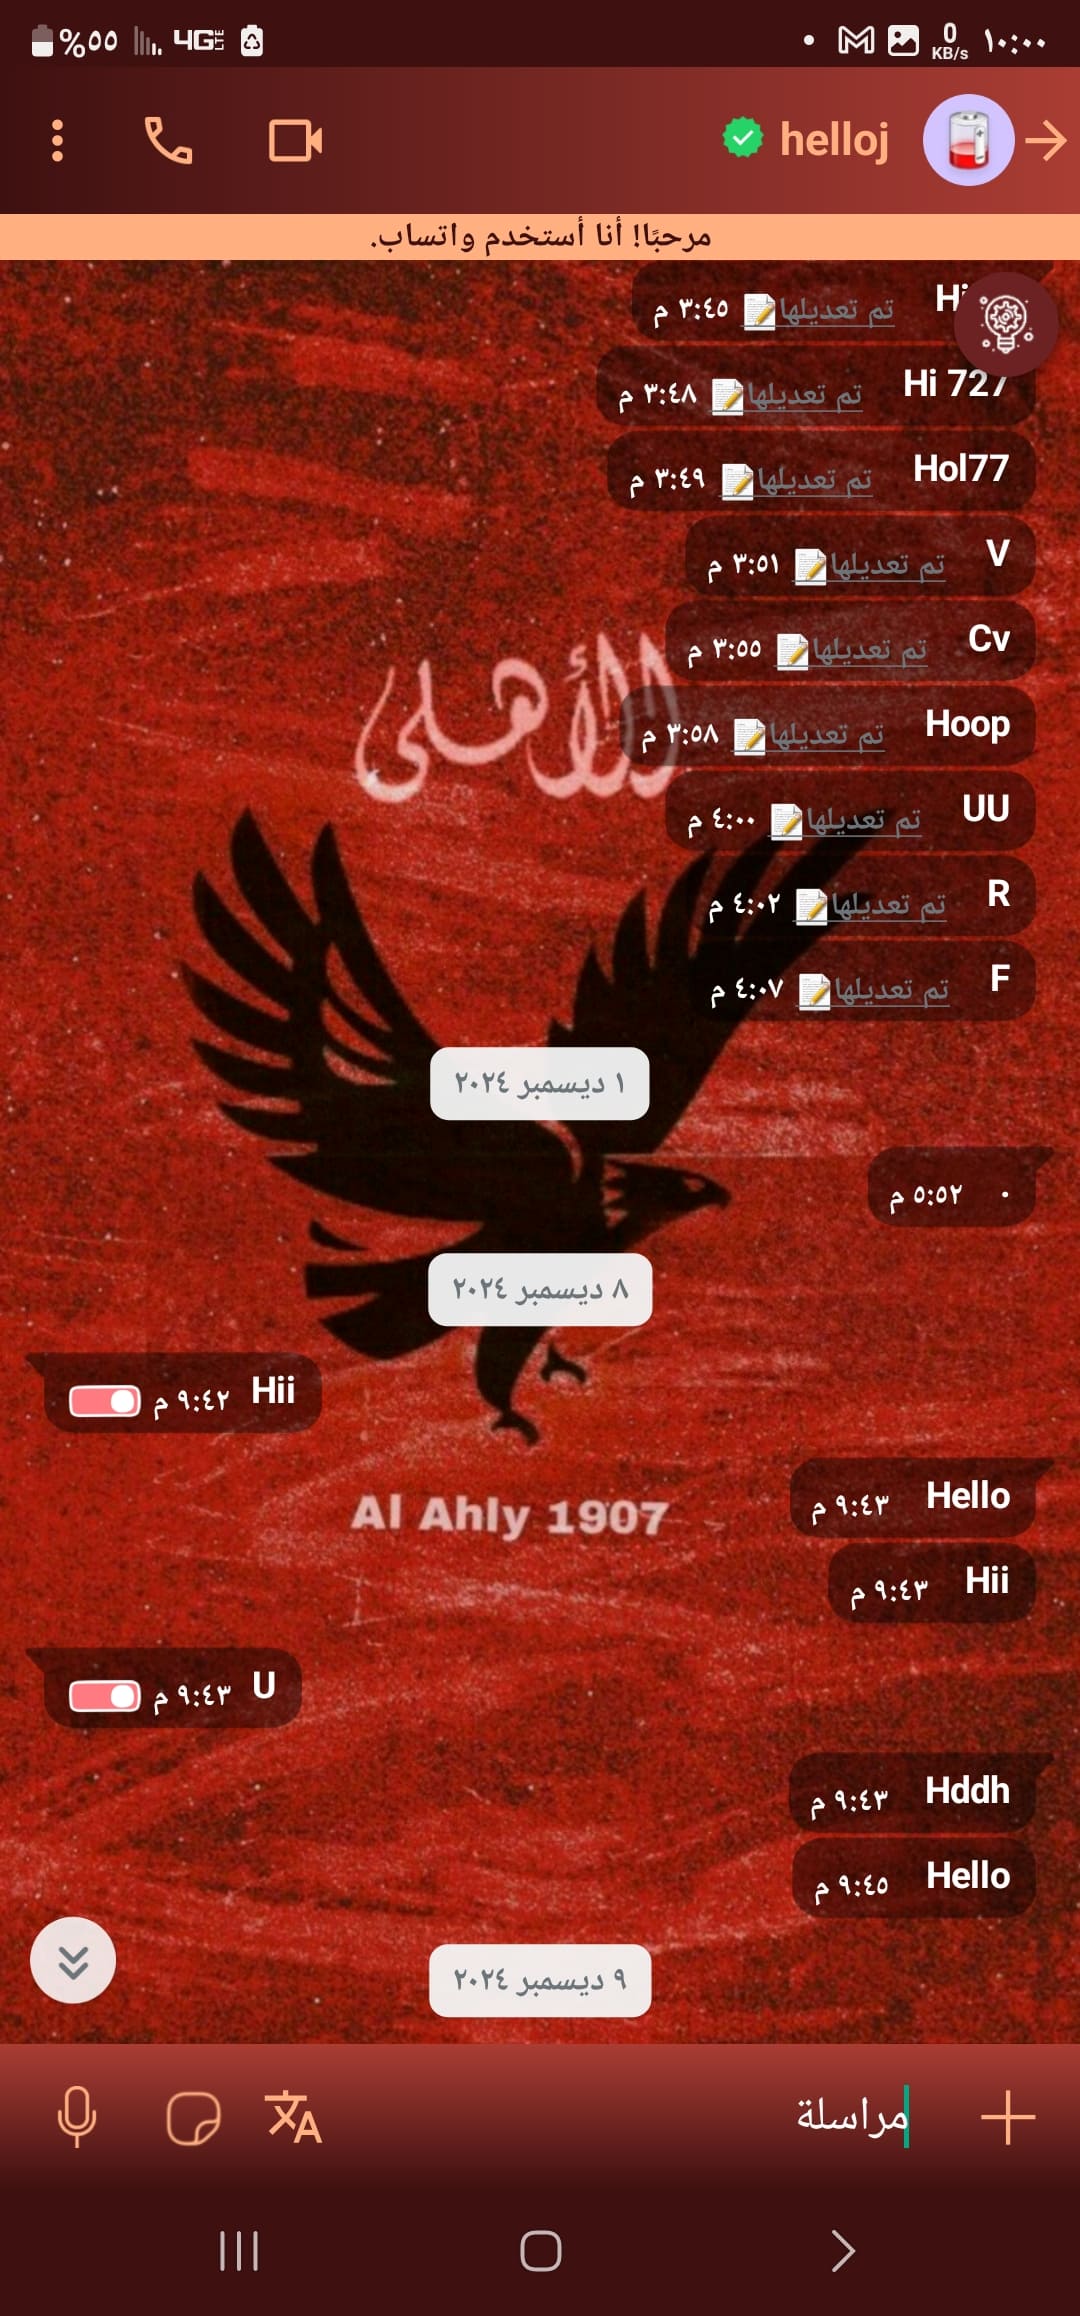 %٥٥ 4G LTE 0 KB/s ١٠:٠٠
helloj
مرحبًا! أنا أستخدم واتساب.
Hi تم تعديلها📝 ٣:٤٥ م
Hi 727 تم تعديلها📝 ٣:٤٨ م
Hol77 تم تعديلها📝 ٣:٤٩ م
V تم تعديلها📝 ٣:٥١ م
Cv تم تعديلها📝 ٣:٥٥ م
الأهلى
Hoop تم تعديلها📝 ٣:٥٨ م
UU تم تعديلها📝 ٤:٠٠ م
R تم تعديلها📝 ٤:٠٢ م
F تم تعديلها📝 ٤:٠٧ م
١ ديسمبر ٢٠٢٤
. ٥:٥٢ م
٨ ديسمبر ٢٠٢٤
Hii ٩:٤٢ م
Hello ٩:٤٣ م
Al Ahly 1907
Hii ٩:٤٣ م
U ٩:٤٣ م
Hddh ٩:٤٣ م
Hello ٩:٤٥ م
٩ ديسمبر ٢٠٢٤
مراسلة